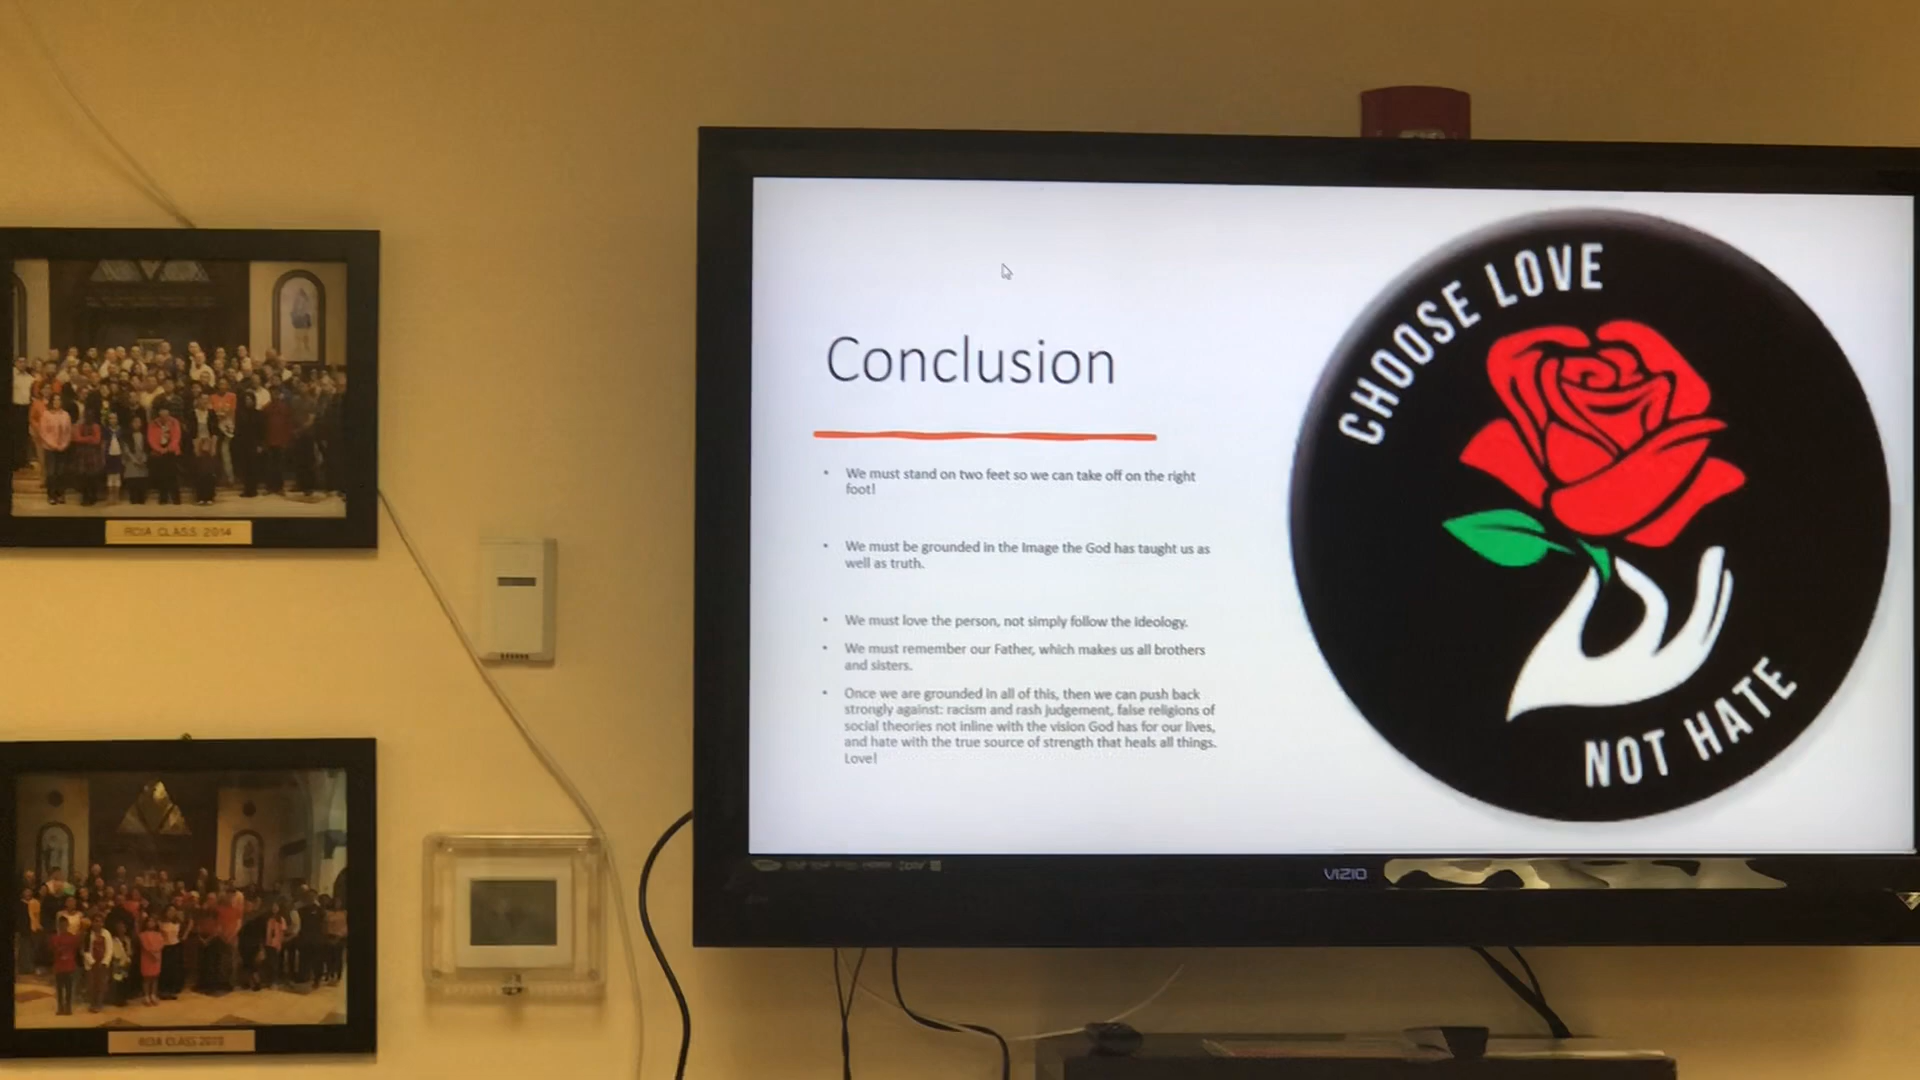 RCIA CLASS 2014
RCIA CLASS
Conclusion
• We must stand on two feet so we can take off on the right
foot!
• We must be grounded in the Image the God has taught us as
well as truth.
• We must love the person, not simply follow the ideology.
• We must remember our Father, which makes us all brothers
and sisters.
• Once we are grounded in all of this, then we can push back
strongly against: racism and rash judgement, false religions of
social theories not inline with the vision God has for our lives,
and hate with the true source of strength that heals all things.
Love!
CHOOSE LOVE
NOT HATE
VIZIO